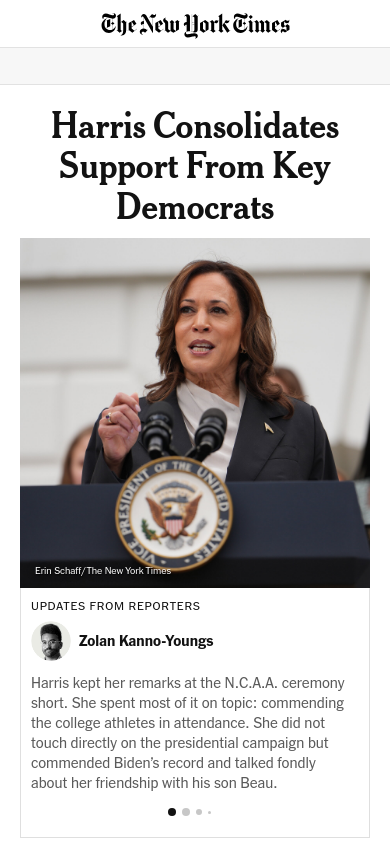 The New York Times
Harris Consolidates
Support From Key
Democrats
VICE PRESIDENT OF THE UNITED STATES
Erin Schaff/The New York Times
UPDATES FROM REPORTERS
Zolan Kanno-Youngs
Harris kept her remarks at the N.C.A.A. ceremony
short. She spent most of it on topic: commending
the college athletes in attendance. She did not
touch directly on the presidential campaign but
commended Biden’s record and talked fondly
about her friendship with his son Beau.